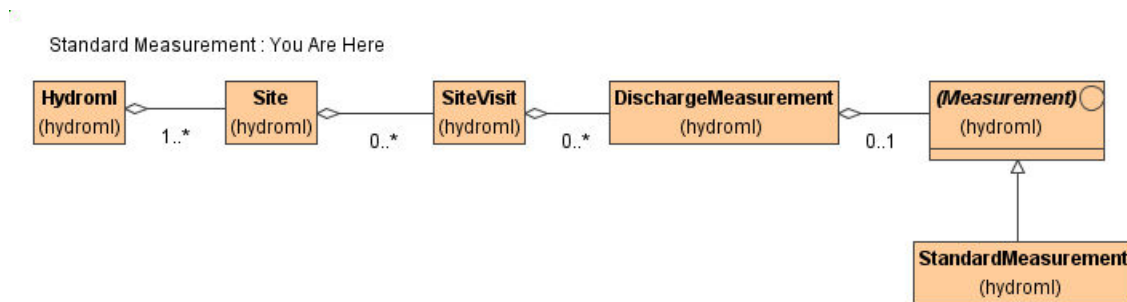 Standard Measurement : You Are Here
Hydroml
(hydroml)
1..*
Site
(hydroml)
0..*
SiteVisit
(hydroml)
0..*
DischargeMeasurement
(hydroml)
0..1
(Measurement)
(hydroml)
StandardMeasurement
(hydroml)